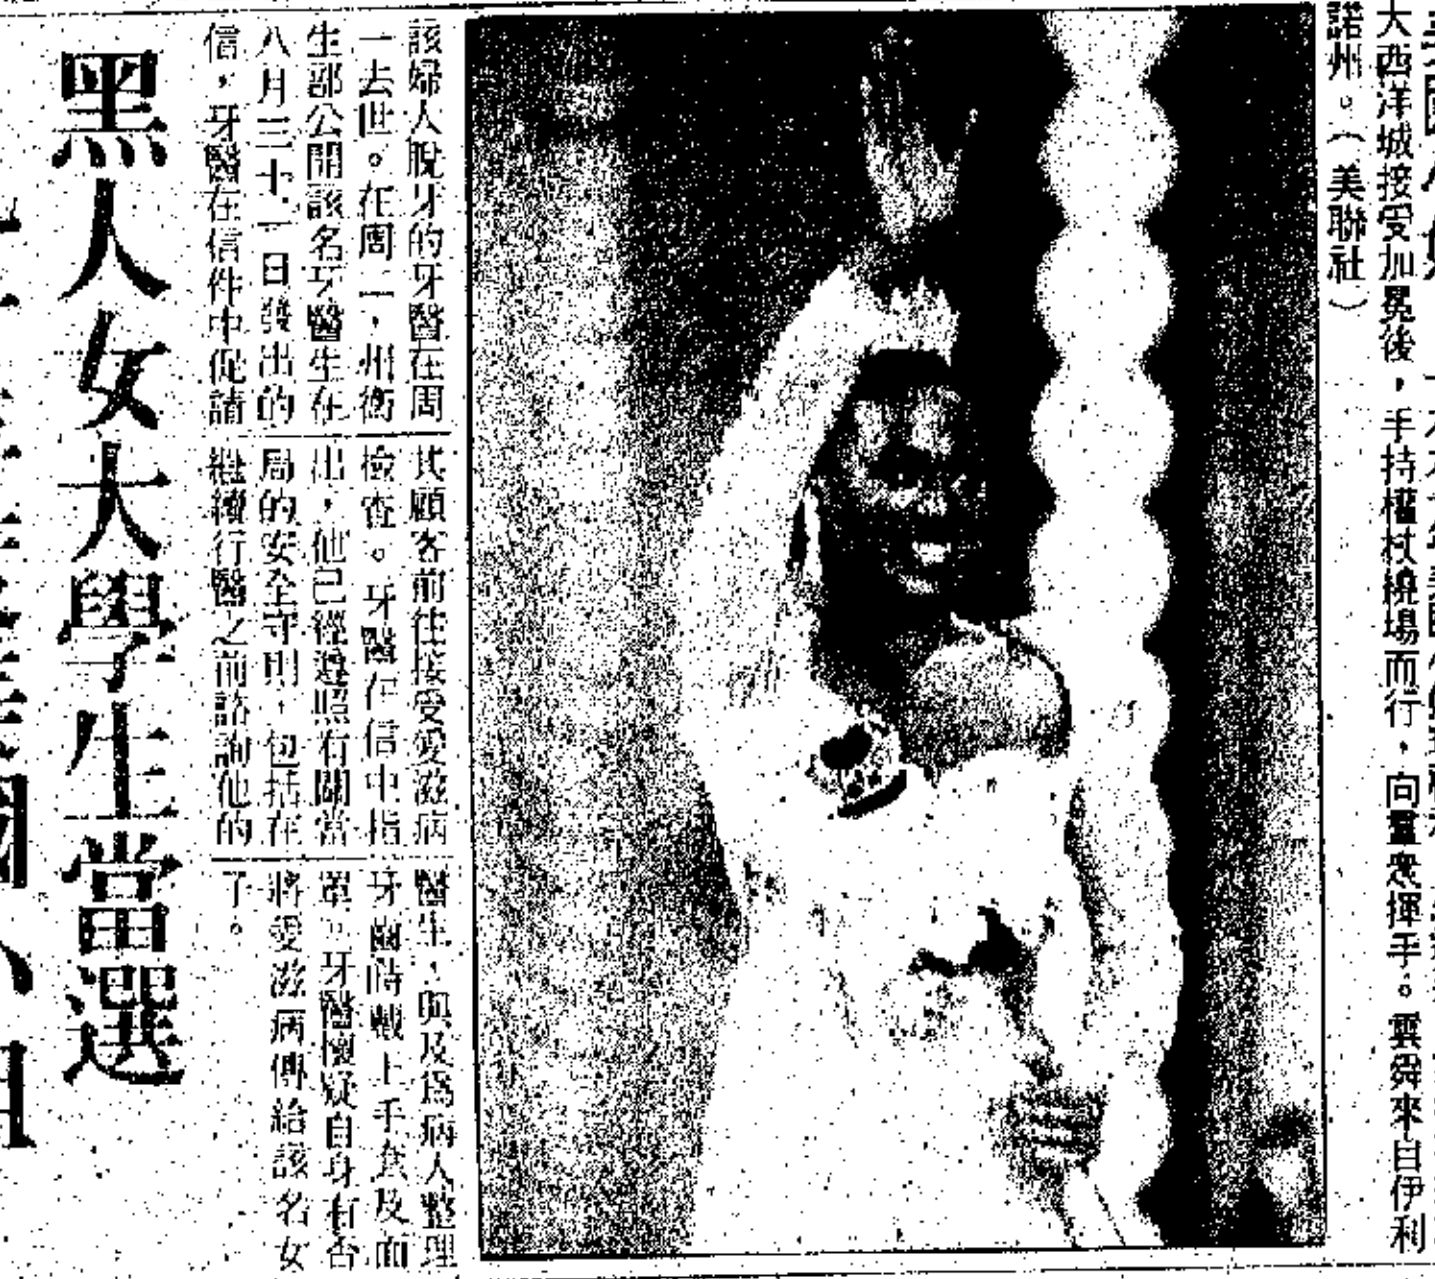 大西洋城接受加冕後，手持權杖繞場而行，向羣衆揮手。雲舜來自伊利
諾州。（美聯社）
該婦人脫牙的牙醫在周
一去世。在周一，州衛
生部公開該名牙醫生在
八月三十一日發出的
信，牙醫在信件中促請
其顧客前往接受愛滋病
檢查。牙醫在信中指
出，他已經遵照有關當
局的安全守則，包括在
繼續行醫之前諮詢他的
醫生，與及爲病人整理
牙齒時戴上手套及面
罩。牙醫懷疑自身有否
將愛滋病傳給該名女
了。
黑人女大學生當選